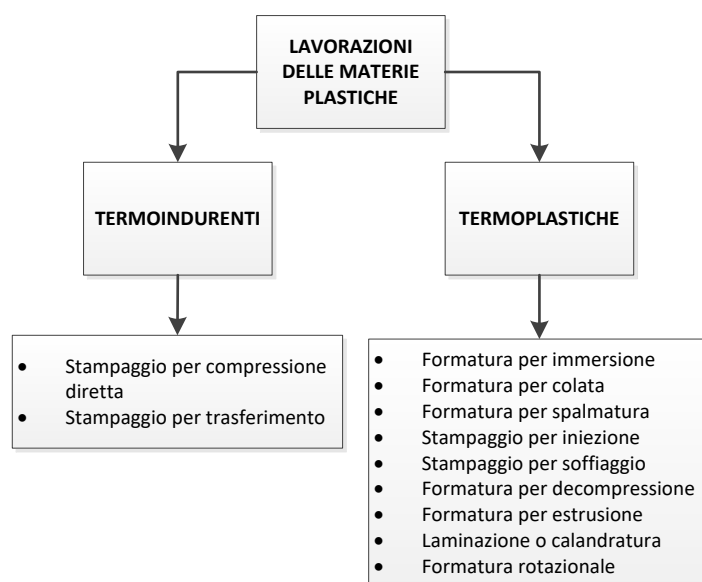 LAVORAZIONI
DELLE MATERIE
PLASTICHE
TERMOINDURENTI
TERMOPLASTICHE
• Stampaggio per compressione
diretta
• Stampaggio per trasferimento
• Formatura per immersione
• Formatura per colata
• Formatura per spalmatura
• Stampaggio per iniezione
• Stampaggio per soffiaggio
• Formatura per decompressione
• Formatura per estrusione
• Laminazione o calandratura
• Formatura rotazionale